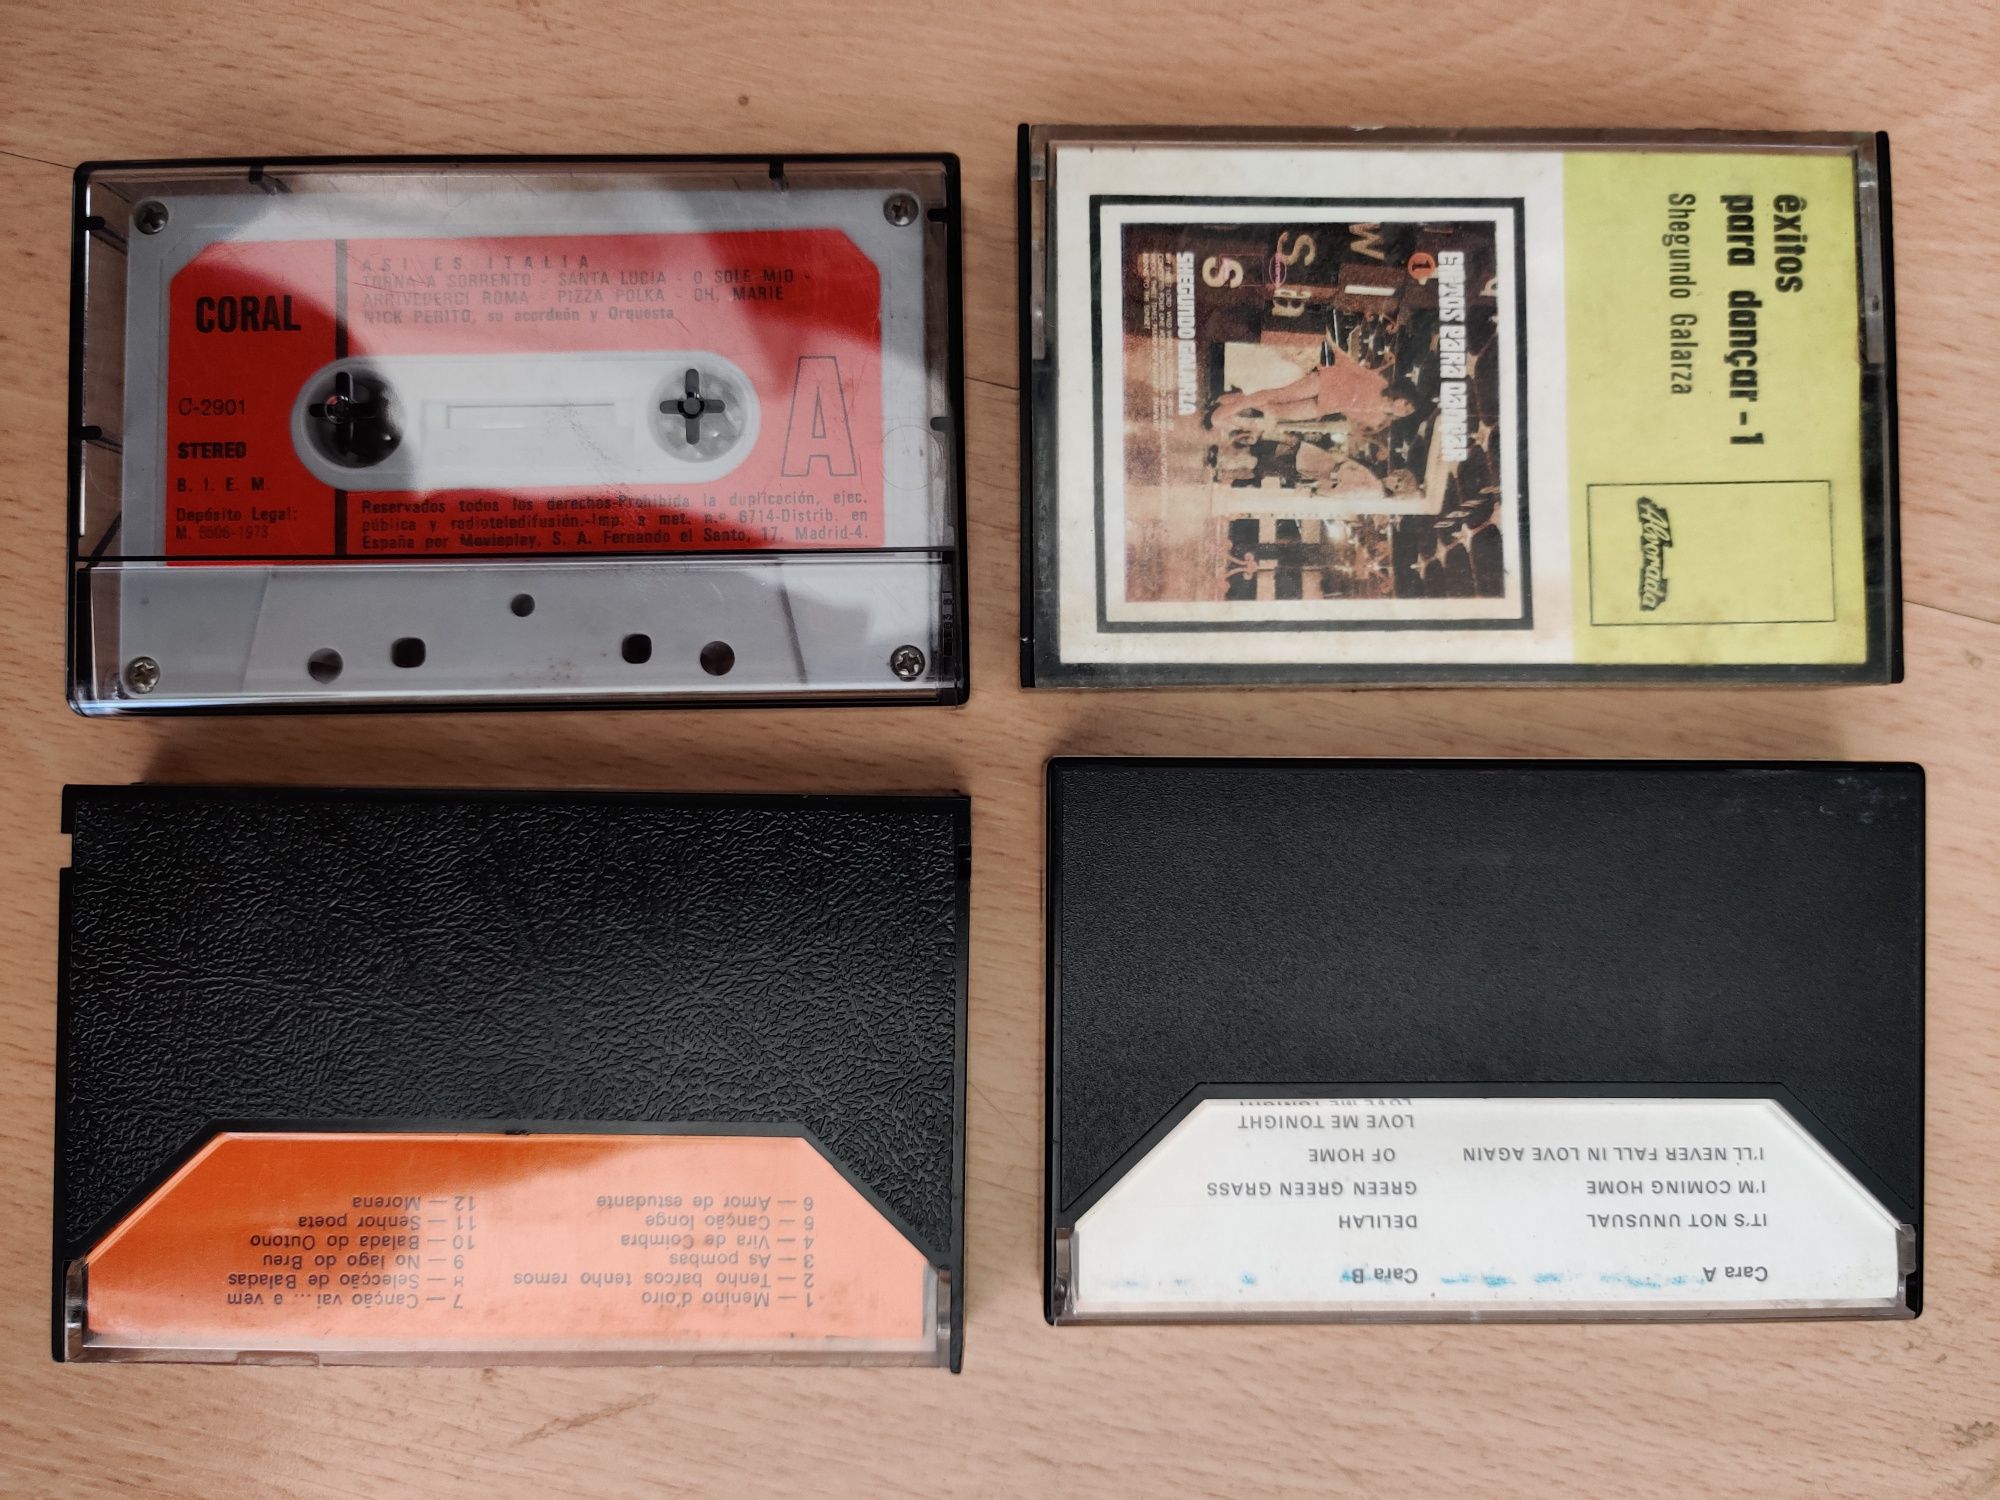 ASI ES ITALIA
TORNA A SORRENTO - SANTA LUCIA - O SOLE MIO -
ARRIVEDERCI ROMA - PIZZA POLKA - OH, MARIE
NICK PERITO, su acordeón y Orquesta
CORAL
C-2901
STEREO
B. I. E. M.
Depósito Legal:
M. 6506-1973
A
Reservados todos los derechos-Prohibida la duplicación, ejec.
pública y radioteledifusión.-Imp. s met. n.º 6714-Distrib. en
España por Movieplay, S. A. Fernando el Santo, 17, Madrid-4.
êxitos
para dançar - 1
Shegundo Galarza
Alvorada
êxitos para dançar
1
SHEGUNDO GALARZA
1 — Menino d'oiro
2 — Tenho barcos tenho remos
3 — As pombas
4 — Vira de Coimbra
5 — Canção longe
6 — Amor de estudante
7 — Canção vai... e vem
8 — Selecção de Baladas
9 — No lago do Breu
10 — Balada do Outono
11 — Senhor poeta
12 — Morena
Cara A
IT'S NOT UNUSUAL
I'M COMING HOME
I'LL NEVER FALL IN LOVE AGAIN
Cara B
DELILAH
GREEN GREEN GRASS
OF HOME
LOVE ME TONIGHT